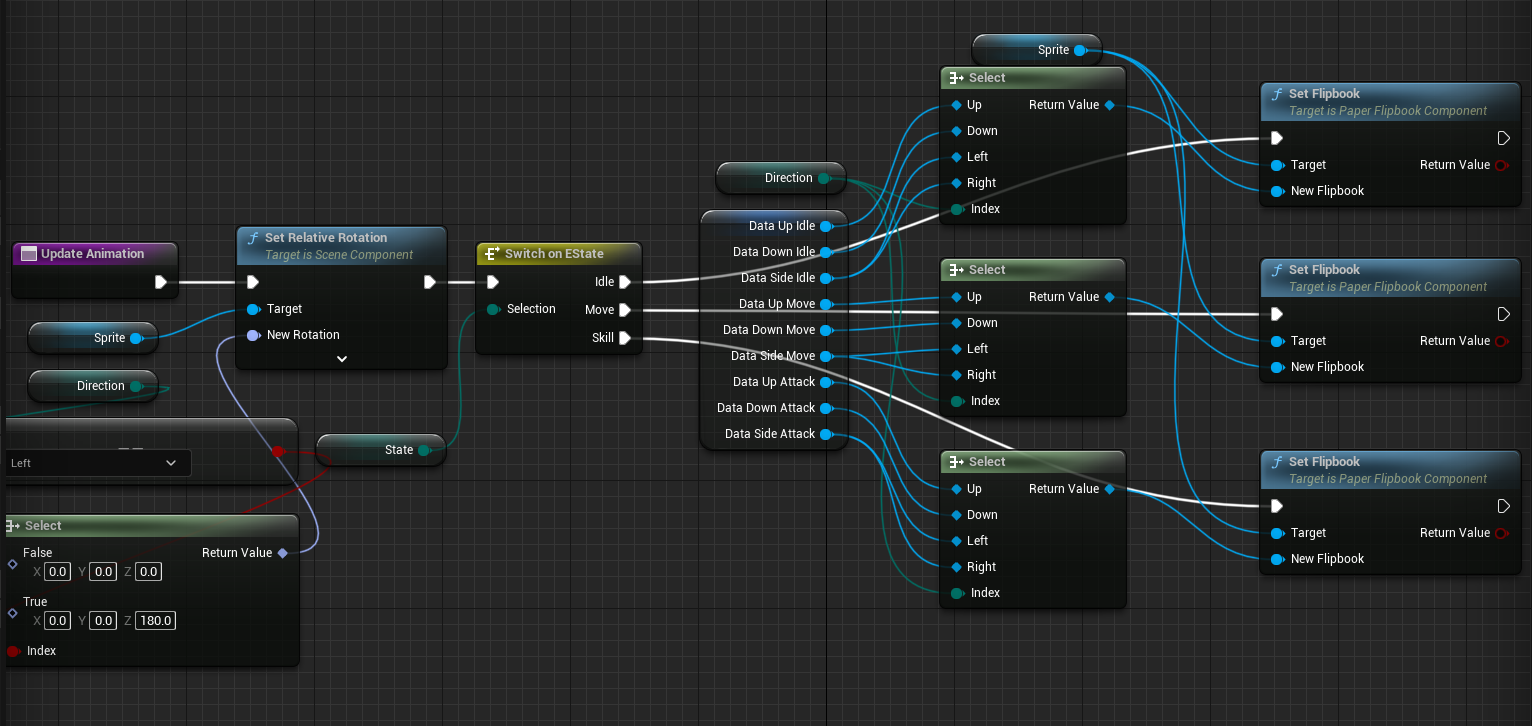 Update Animation
Sprite
Direction
Left
Select
False
Return Value
X 0.0 Y 0.0 Z 0.0
True
X 0.0 Y 0.0 Z 180.0
Index
Set Relative Rotation
Target is Scene Component
Target
New Rotation
State
Switch on EState
Idle
Selection
Move
Skill
Direction
Data Up Idle
Data Down Idle
Data Side Idle
Data Up Move
Data Down Move
Data Side Move
Data Up Attack
Data Down Attack
Data Side Attack
Sprite
Select
Up Return Value
Down
Left
Right
Index
Select
Up Return Value
Down
Left
Right
Index
Select
Up Return Value
Down
Left
Right
Index
f Set Flipbook
Target is Paper Flipbook Component
Target
Return Value
New Flipbook
f Set Flipbook
Target is Paper Flipbook Component
Target
Return Value
New Flipbook
f Set Flipbook
Target is Paper Flipbook Component
Target
Return Value
New Flipbook